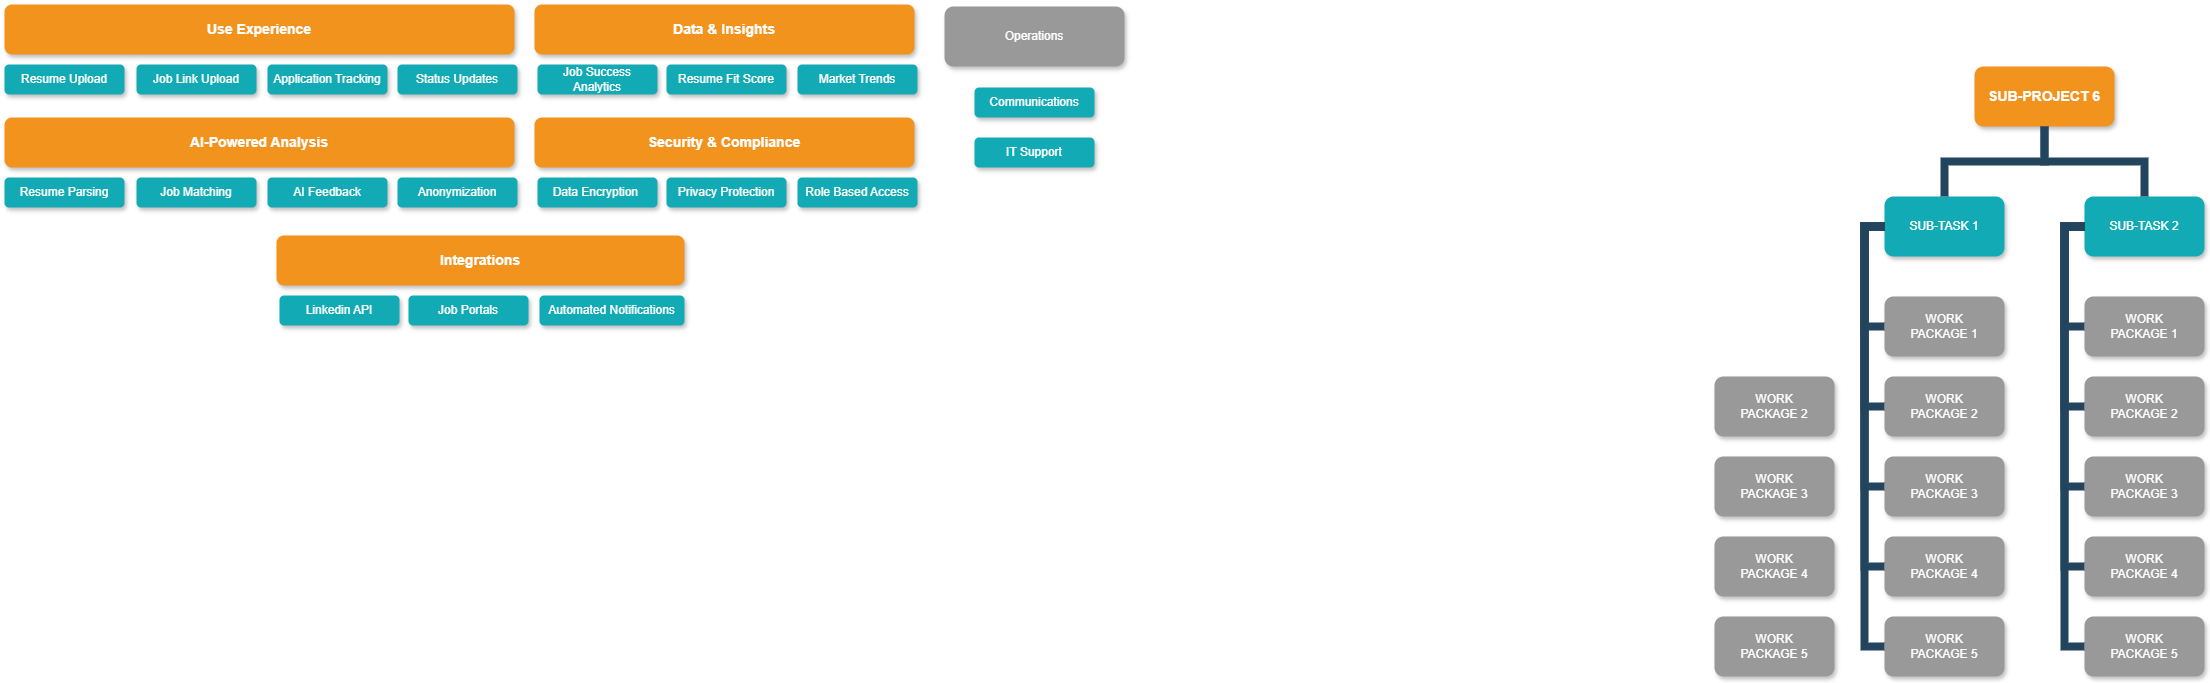 Use Experience
Resume Upload
Job Link Upload
Application Tracking
Status Updates
Data & Insights
Job Success
Analytics
Resume Fit Score
Market Trends
AI-Powered Analysis
Resume Parsing
Job Matching
AI Feedback
Anonymization
Security & Compliance
Data Encryption
Privacy Protection
Role Based Access
Integrations
Linkedin API
Job Portals
Automated Notifications
Operations
Communications
IT Support
SUB-PROJECT 6
SUB-TASK 1
SUB-TASK 2
WORK
PACKAGE 2
WORK
PACKAGE 3
WORK
PACKAGE 4
WORK
PACKAGE 5
WORK
PACKAGE 1
WORK
PACKAGE 2
WORK
PACKAGE 3
WORK
PACKAGE 4
WORK
PACKAGE 5
WORK
PACKAGE 1
WORK
PACKAGE 2
WORK
PACKAGE 3
WORK
PACKAGE 4
WORK
PACKAGE 5